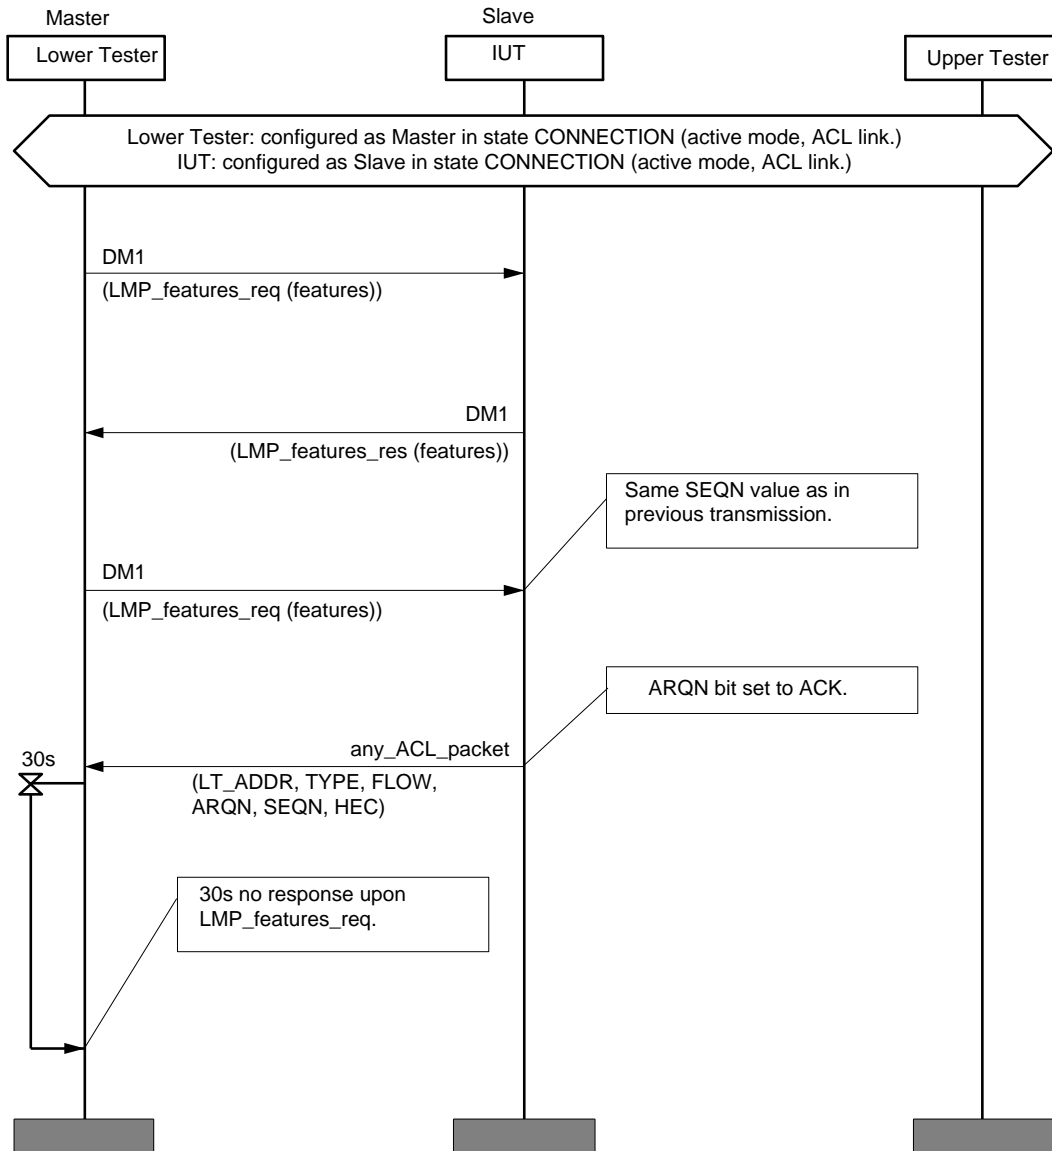 Master
Slave
Lower Tester
IUT
Upper Tester
Lower Tester: configured as Master in state CONNECTION (active mode, ACL link.)
IUT: configured as Slave in state CONNECTION (active mode, ACL link.)
DM1
(LMP_features_req (features))
DM1
(LMP_features_res (features))
Same SEQN value as in
previous transmission.
DM1
(LMP_features_req (features))
ARQN bit set to ACK.
any_ACL_packet
30s
(LT_ADDR, TYPE, FLOW,
ARQN, SEQN, HEC)
30s no response upon
LMP_features_req.